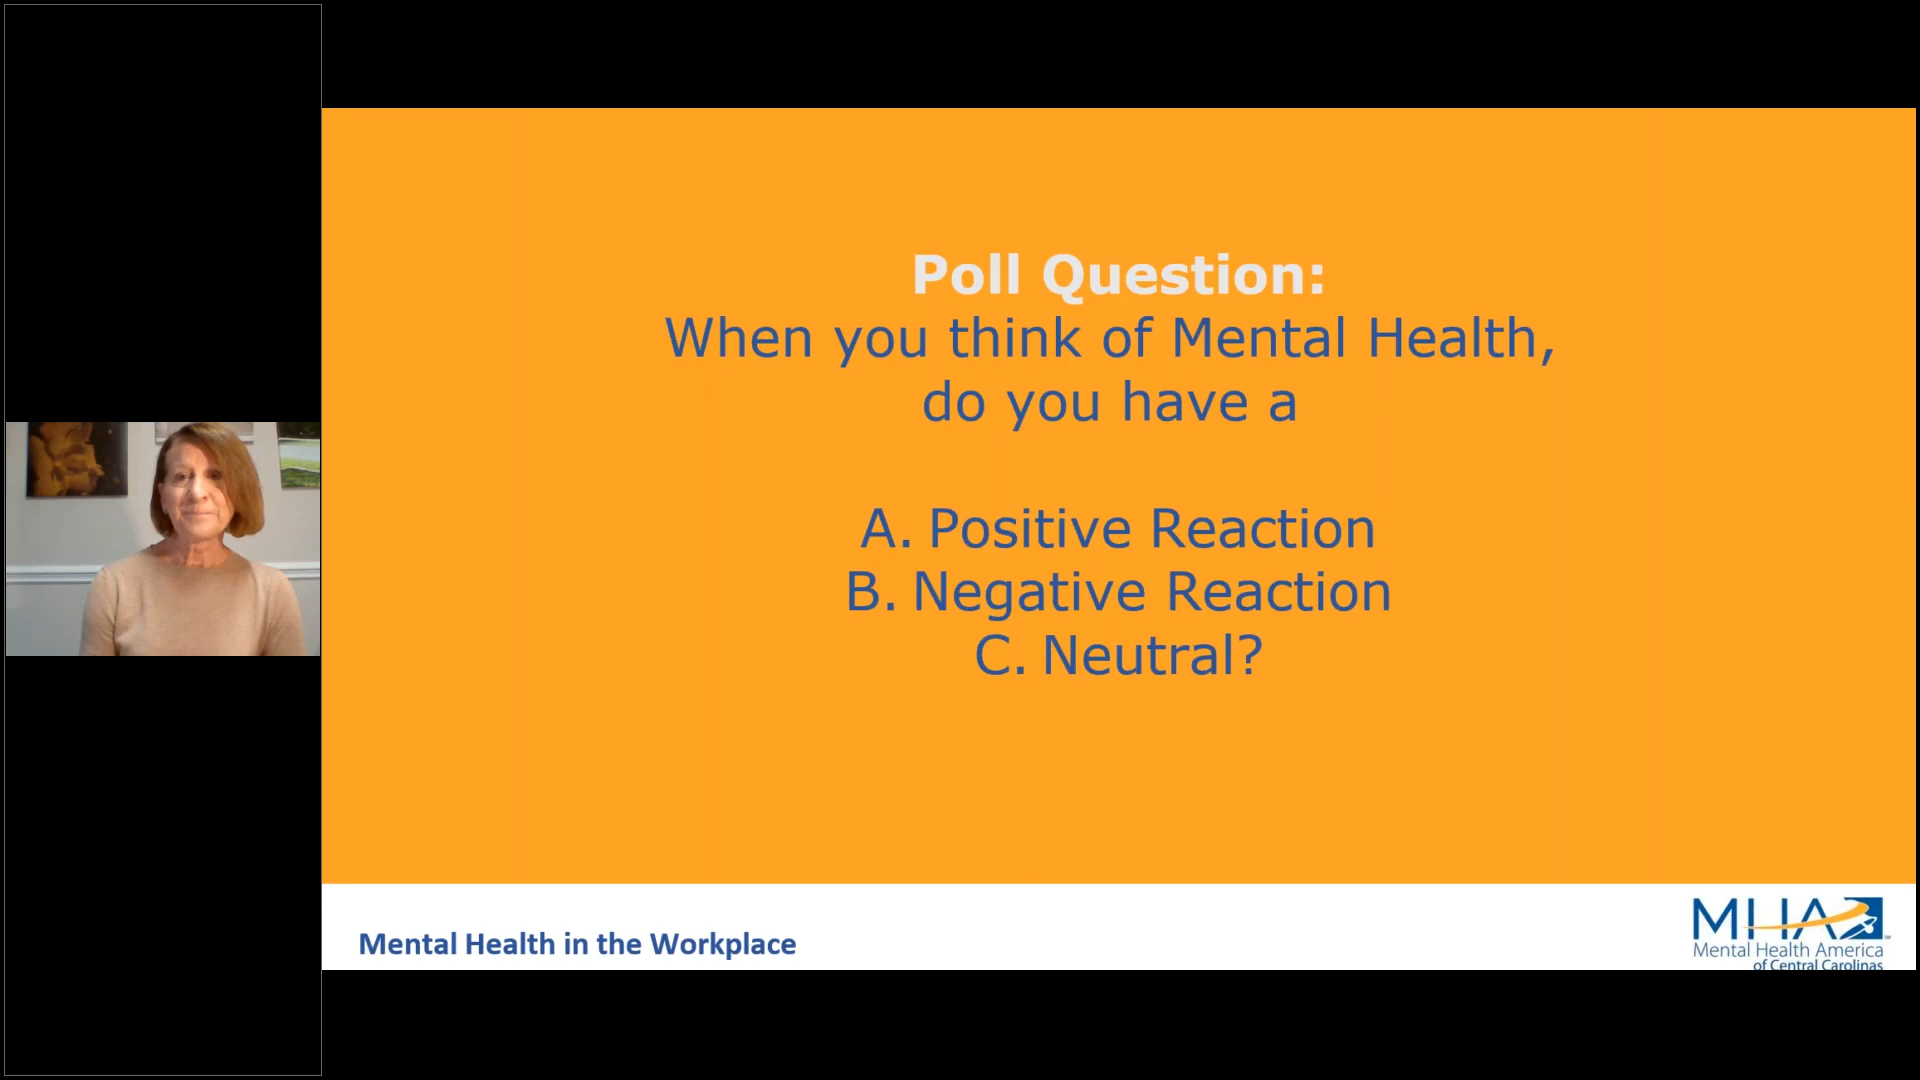 Poll Question:
When you think of Mental Health,
do you have a
A. Positive Reaction
B. Negative Reaction
C. Neutral?
Mental Health in the Workplace
MHA
Mental Health America
of Central Carolinas